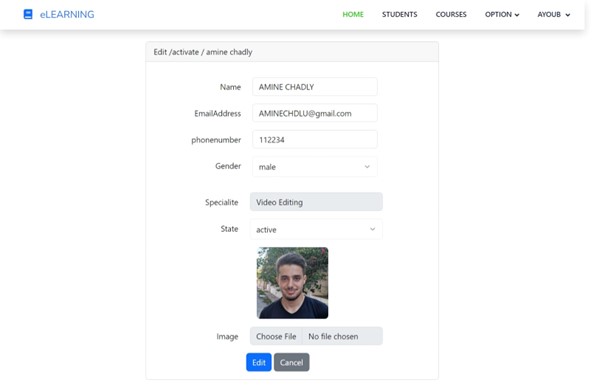 eLEARNING HOME STUDENTS COURSES OPTION AYOUB
Edit /activate / amine chadly
Name AMINE CHADLY
EmailAddress AMINECHDLU@gmail.com
phonenumber 112234
Gender male
Specialite Video Editing
State active
Image Choose File No file chosen
Edit Cancel